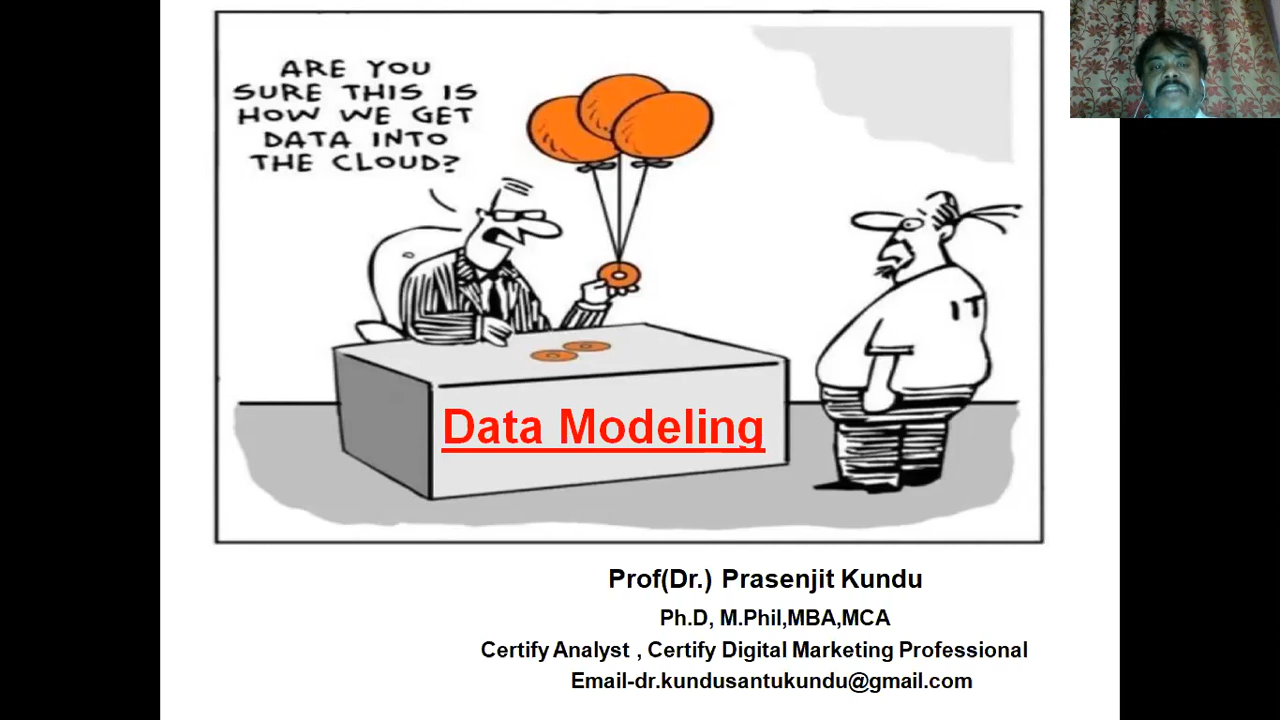 ARE YOU
SURE THIS IS
HOW WE GET
DATA INTO
THE CLOUD?
IT
Data Modeling
Prof(Dr.) Prasenjit Kundu
Ph.D, M.Phil,MBA,MCA
Certify Analyst , Certify Digital Marketing Professional
Email-dr.kundusantukundu@gmail.com